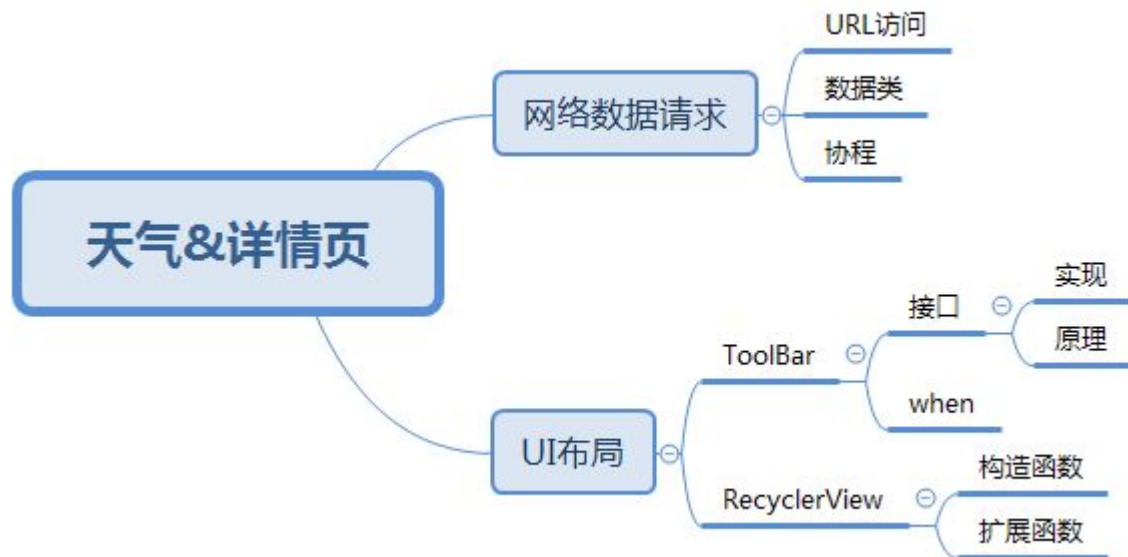 天气&详情页
网络数据请求
URL访问
数据类
协程
UI布局
ToolBar
接口
实现
原理
when
RecyclerView
构造函数
扩展函数